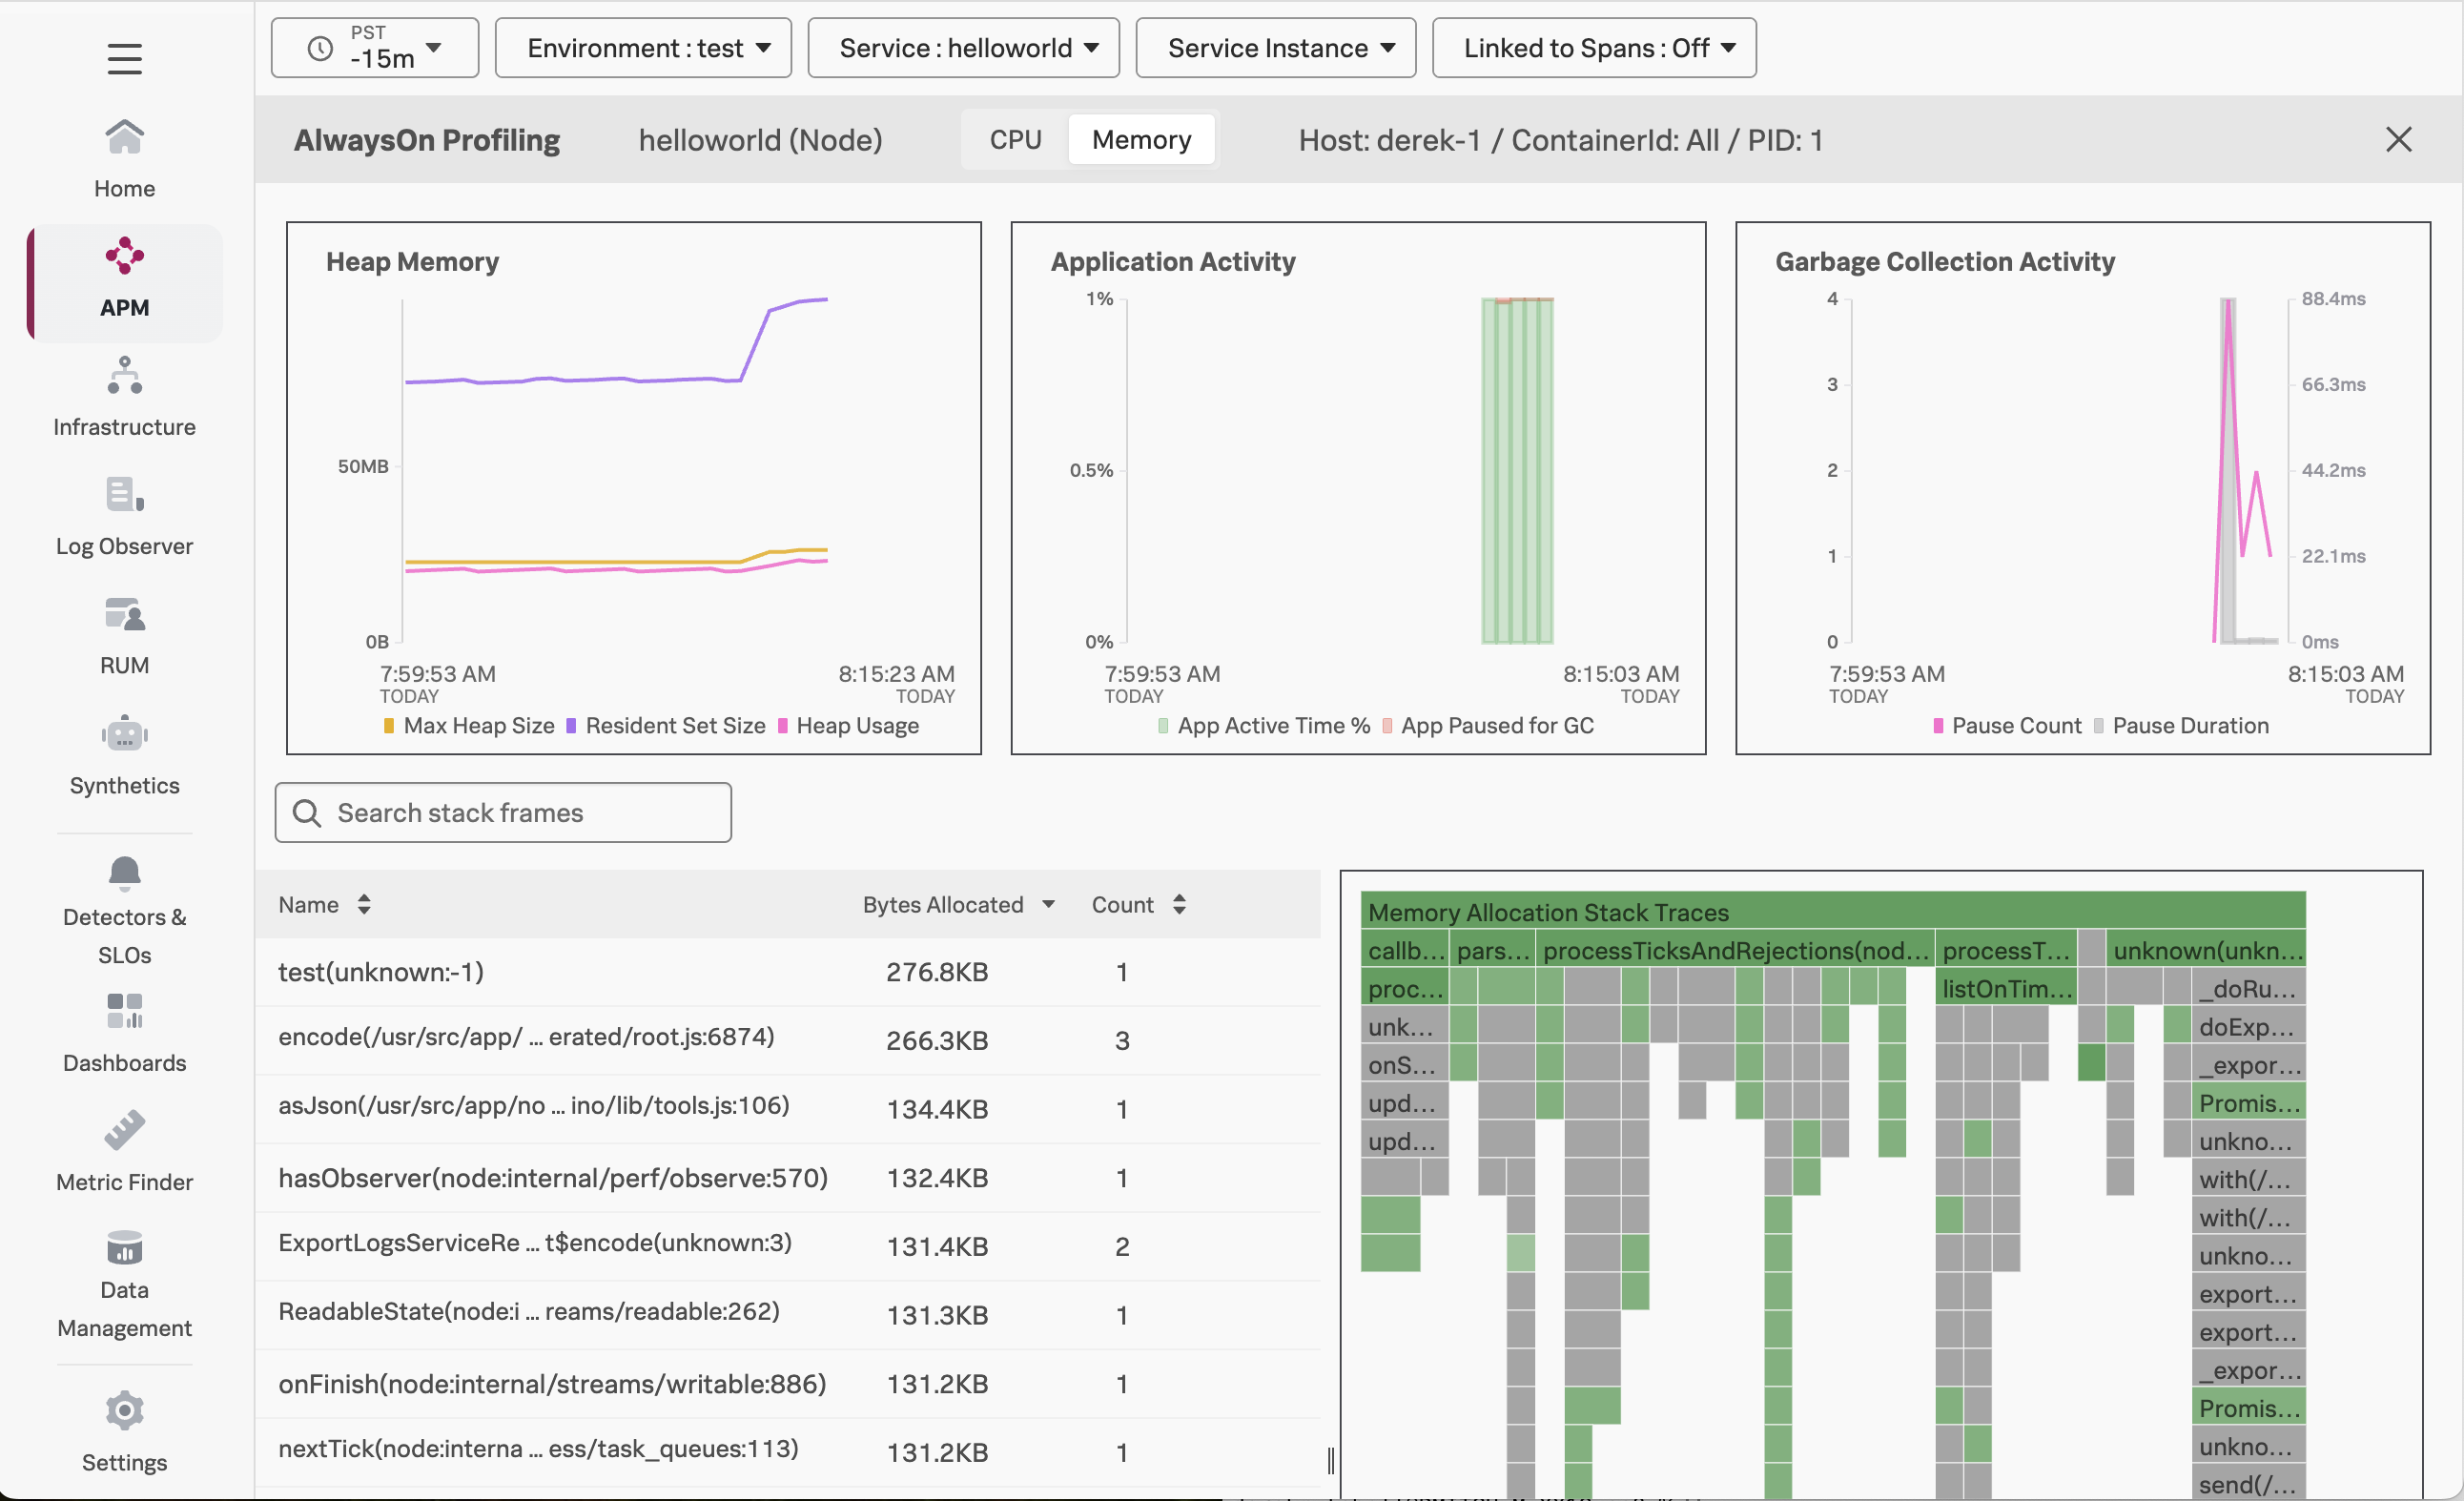 PST
-15m
Environment : test
Service : helloworld
Service Instance
Linked to Spans : Off
Home
APM
Infrastructure
Log Observer
RUM
Synthetics
Detectors &
SLOs
Dashboards
Metric Finder
Data
Management
Settings
AlwaysOn Profiling
helloworld (Node)
CPU
Memory
Host: derek-1 / ContainerId: All / PID: 1
Heap Memory
50MB
0B
7:59:53 AM
TODAY
8:15:23 AM
TODAY
Max Heap Size
Resident Set Size
Heap Usage
Application Activity
1%
0.5%
0%
7:59:53 AM
TODAY
8:15:03 AM
TODAY
App Active Time %
App Paused for GC
Garbage Collection Activity
4
3
2
1
0
88.4ms
66.3ms
44.2ms
22.1ms
0ms
7:59:53 AM
TODAY
8:15:03 AM
TODAY
Pause Count
Pause Duration
Search stack frames
Name Bytes Allocated Count
test(unknown:-1) 276.8KB 1
encode(/usr/src/app/ ... erated/root.js:6874) 266.3KB 3
asJson(/usr/src/app/no ... ino/lib/tools.js:106) 134.4KB 1
hasObserver(node:internal/perf/observe:570) 132.4KB 1
ExportLogsServiceRe ... t$encode(unknown:3) 131.4KB 2
ReadableState(node:i ... reams/readable:262) 131.3KB 1
onFinish(node:internal/streams/writable:886) 131.2KB 1
nextTick(node:interna ... ess/task_queues:113) 131.2KB 1
Memory Allocation Stack Traces
callb... pars... processTicksAndRejections(nod... processT... unknown(unkn...
proc... listOnTim... _doRu...
unk... doExp...
onS... _expor...
upd... Promis...
upd... unkno...
with(/...
with(/...
unkno...
export...
export...
_expor...
Promis...
unkno...
send(/...